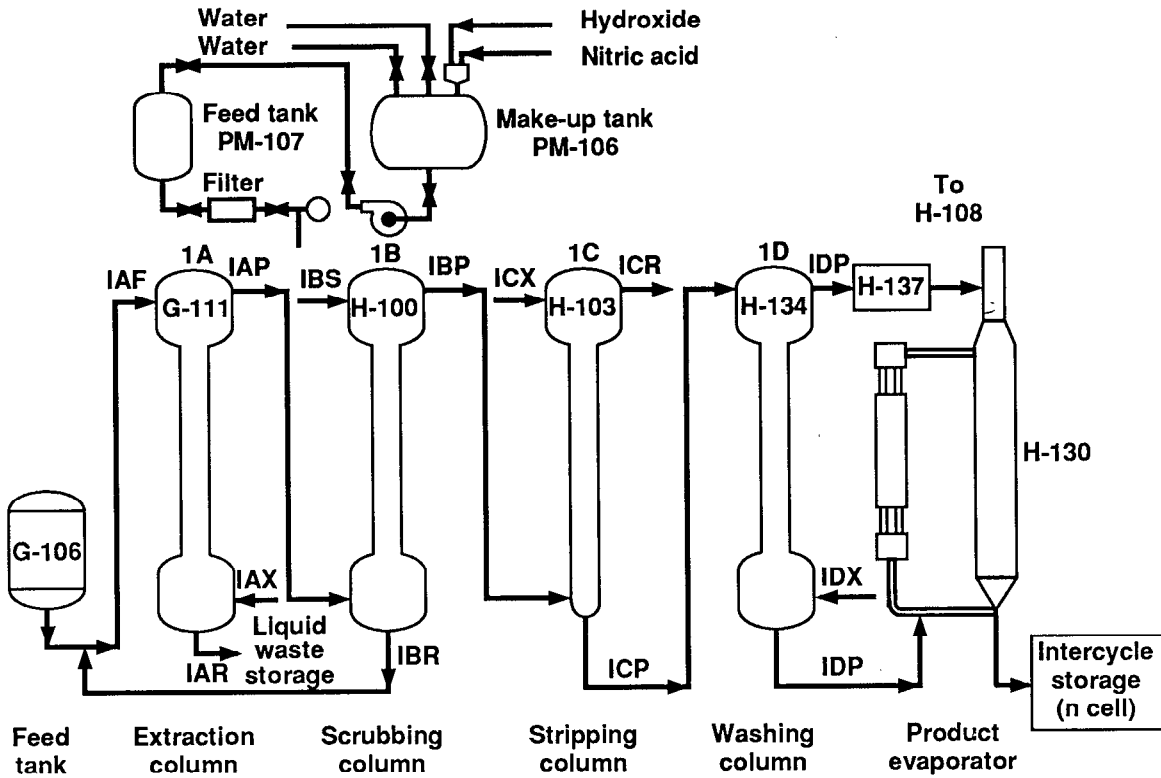 Water
Hydroxide
Water
Nitric acid
Feed tank
PM-107
Make-up tank
PM-106
Filter
To
H-108
1A
1B
1C
1D
IAF
IAP
IBS
IBP
ICX
ICR
IDP
G-111
H-100
H-103
H-134
H-137
H-130
G-106
IAX
IDX
Liquid
waste
storage
IAR
IBR
ICP
IDP
Intercycle
storage
(n cell)
Feed
tank
Extraction
column
Scrubbing
column
Stripping
column
Washing
column
Product
evaporator